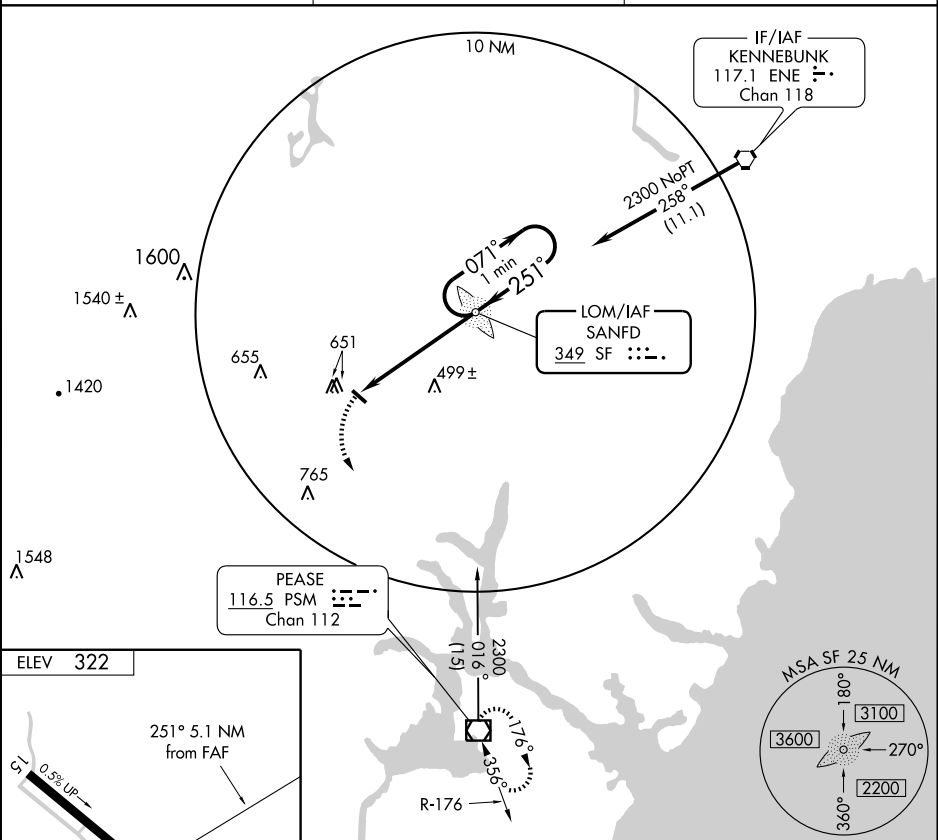 10 NM
IF/IAF
KENNEBUNK
117.1 ENE
Chan 118
2300 NoPT
258°
(11.1)
071°
1 min
251°
1600
1540 ±
LOM/IAF
SANFD
349 SF
655
651
499 ±
1420
765
1548
PEASE
116.5 PSM
Chan 112
2300
016°
(15)
176°
356°
R-176
ELEV 322
251° 5.1 NM
from FAF
15
0.5% UP
MSA SF 25 NM
180°
3100
3600
270°
2200
360°